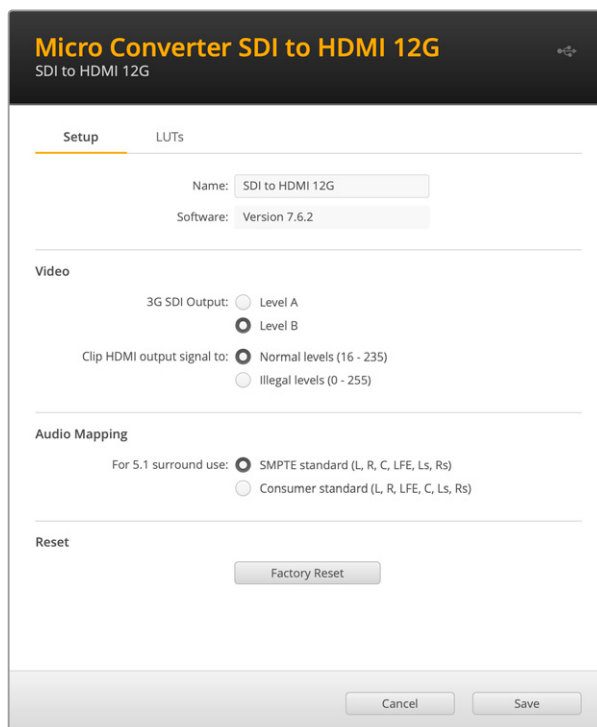 Micro Converter SDI to HDMI 12G
SDI to HDMI 12G
Setup LUTs
Name: SDI to HDMI 12G
Software: Version 7.6.2
Video
3G SDI Output: Level A
Level B
Clip HDMI output signal to: Normal levels (16 - 235)
Illegal levels (0 - 255)
Audio Mapping
For 5.1 surround use: SMPTE standard (L, R, C, LFE, Ls, Rs)
Consumer standard (L, R, LFE, C, Ls, Rs)
Reset
Factory Reset
Cancel Save